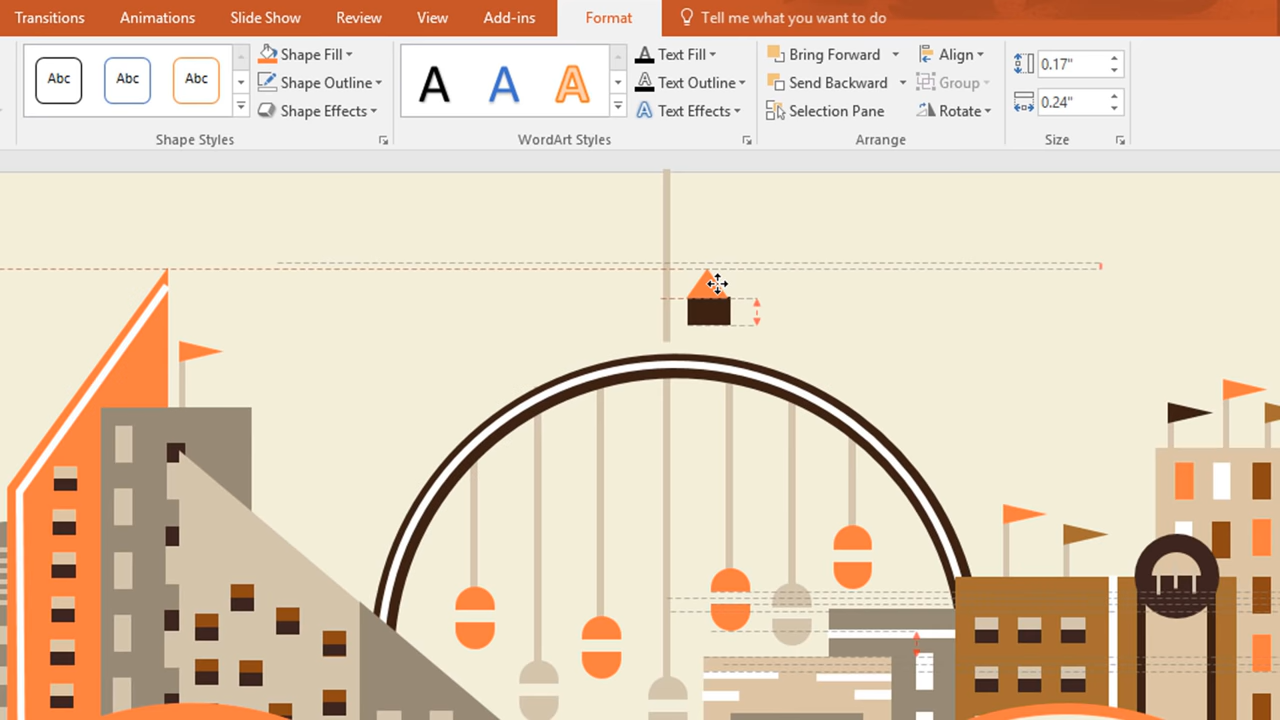 Transitions Animations Slide Show Review View Add-ins Format Tell me what you want to do
Abc Abc Abc Shape Fill A A A Text Fill Bring Forward Align 0.17"
Shape Outline Text Outline Send Backward Group
Shape Effects A Text Effects Selection Pane Rotate 0.24"
Shape Styles WordArt Styles Arrange Size